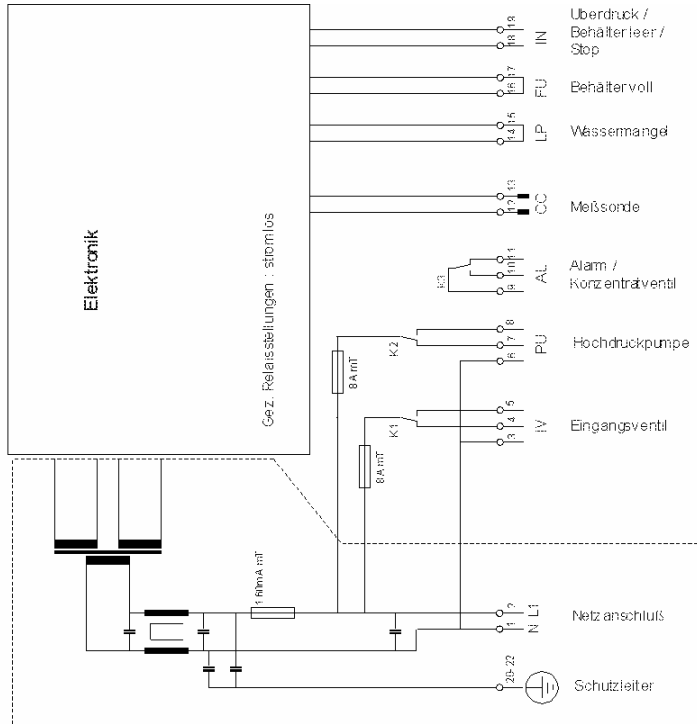 Elektronik
Gez. Relaisstellungen : stromlos
19
18
IN
Uberdruck /
Behälter leer /
Stop
17
16
FU
Behälter voll
15
14
LP
Wassermangel
13
12
CC
Meßsonde
11
10
9
K3
AL
Alarm /
Konzentratventil
8
7
6
K2
PU
Hochdruckpumpe
8 A mT
5
4
3
K1
IV
Eingangsventil
8 A mT
160mA mT
2
1
L1
N
Netzanschluß
20-22
Schutzleiter